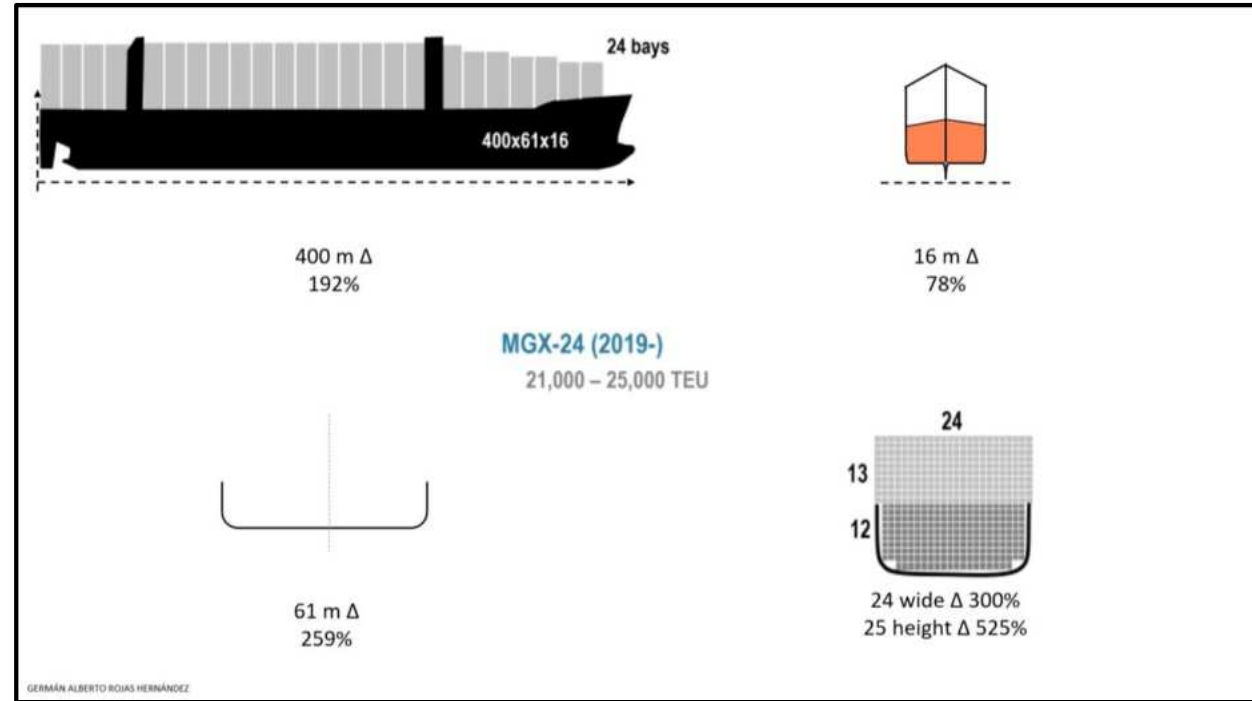 24 bays
400x61x16
400 m Δ
192%
16 m Δ
78%
MGX-24 (2019-)
21,000 – 25,000 TEU
24
13
12
61 m Δ
259%
24 wide Δ 300%
25 height Δ 525%
GERMÁN ALBERTO ROJAS HERNÁNDEZ